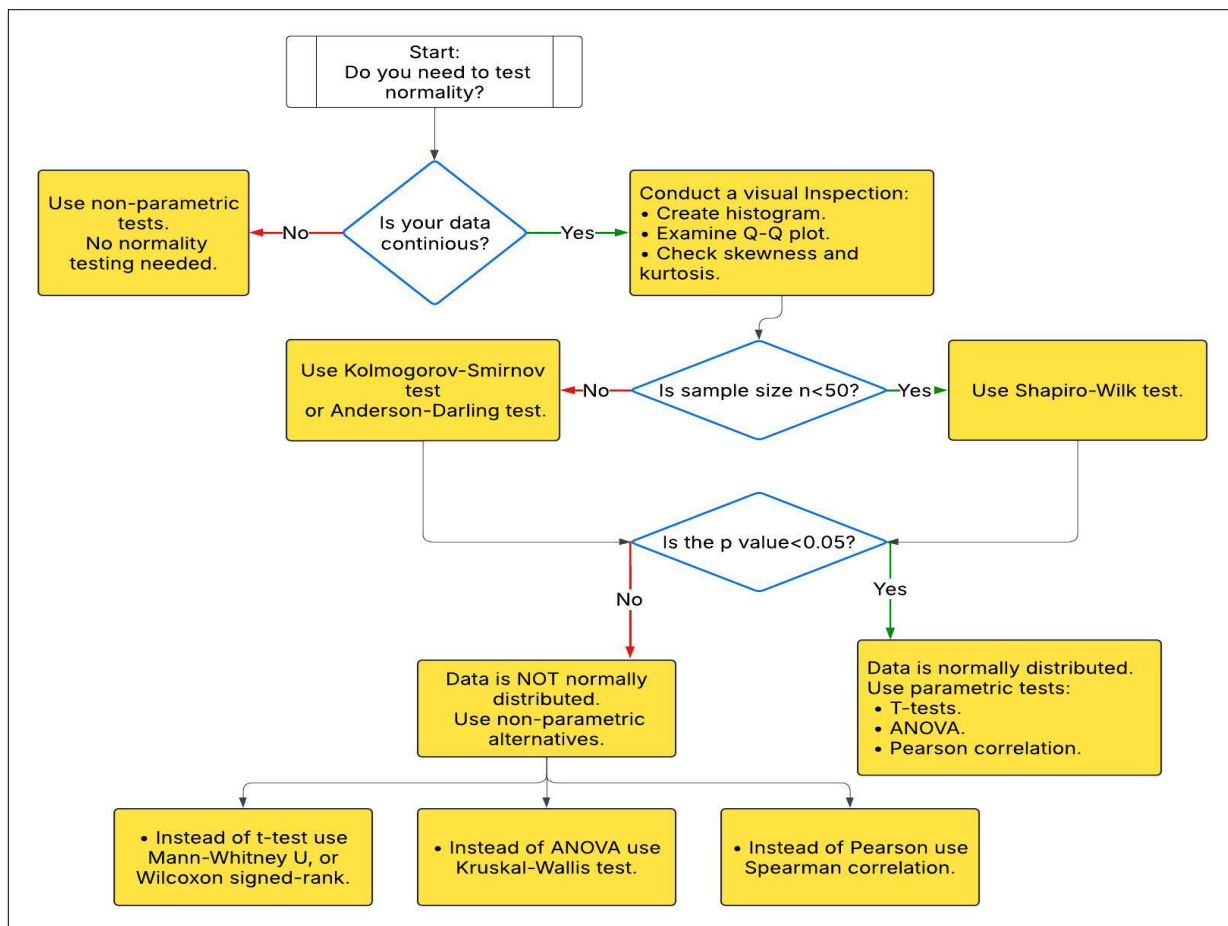 Start:
Do you need to test
normality?
Use non-parametric
tests.
No normality
testing needed.
No
Is your data
continious?
Yes
Conduct a visual Inspection:
• Create histogram.
• Examine Q-Q plot.
• Check skewness and
kurtosis.
Use Kolmogorov-Smirnov
test
or Anderson-Darling test.
No
Is sample size n<50?
Yes
Use Shapiro-Wilk test.
Is the p value<0.05?
No
Yes
Data is NOT normally
distributed.
Use non-parametric
alternatives.
Data is normally distributed.
Use parametric tests:
• T-tests.
• ANOVA.
• Pearson correlation.
• Instead of t-test use
Mann-Whitney U, or
Wilcoxon signed-rank.
• Instead of ANOVA use
Kruskal-Wallis test.
• Instead of Pearson use
Spearman correlation.